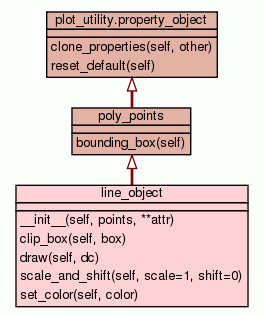 plot_utility.property_object
clone_properties(self, other)
reset_default(self)
poly_points
bounding_box(self)
line_object
__init__(self, points, **attr)
clip_box(self, box)
draw(self, dc)
scale_and_shift(self, scale=1, shift=0)
set_color(self, color)